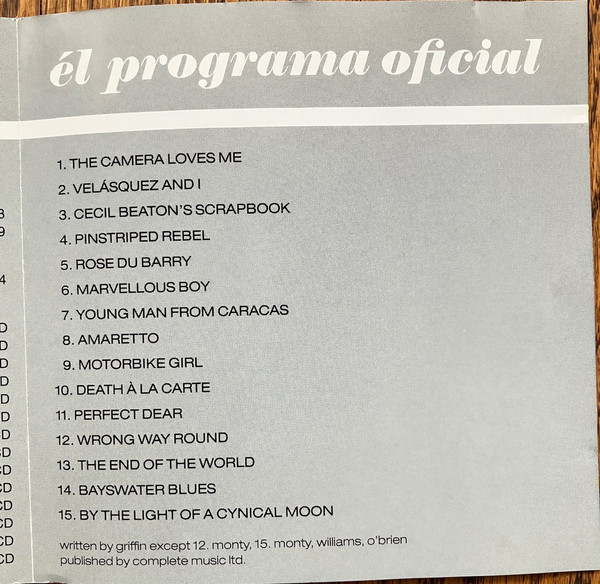 él programa oficial
1. THE CAMERA LOVES ME
2. VELÁSQUEZ AND I
3. CECIL BEATON'S SCRAPBOOK
4. PINSTRIPED REBEL
5. ROSE DU BARRY
6. MARVELLOUS BOY
7. YOUNG MAN FROM CARACAS
8. AMARETTO
9. MOTORBIKE GIRL
10. DEATH À LA CARTE
11. PERFECT DEAR
12. WRONG WAY ROUND
13. THE END OF THE WORLD
14. BAYSWATER BLUES
15. BY THE LIGHT OF A CYNICAL MOON
written by griffin except 12. monty, 15. monty, williams, o'brien
published by complete music ltd.